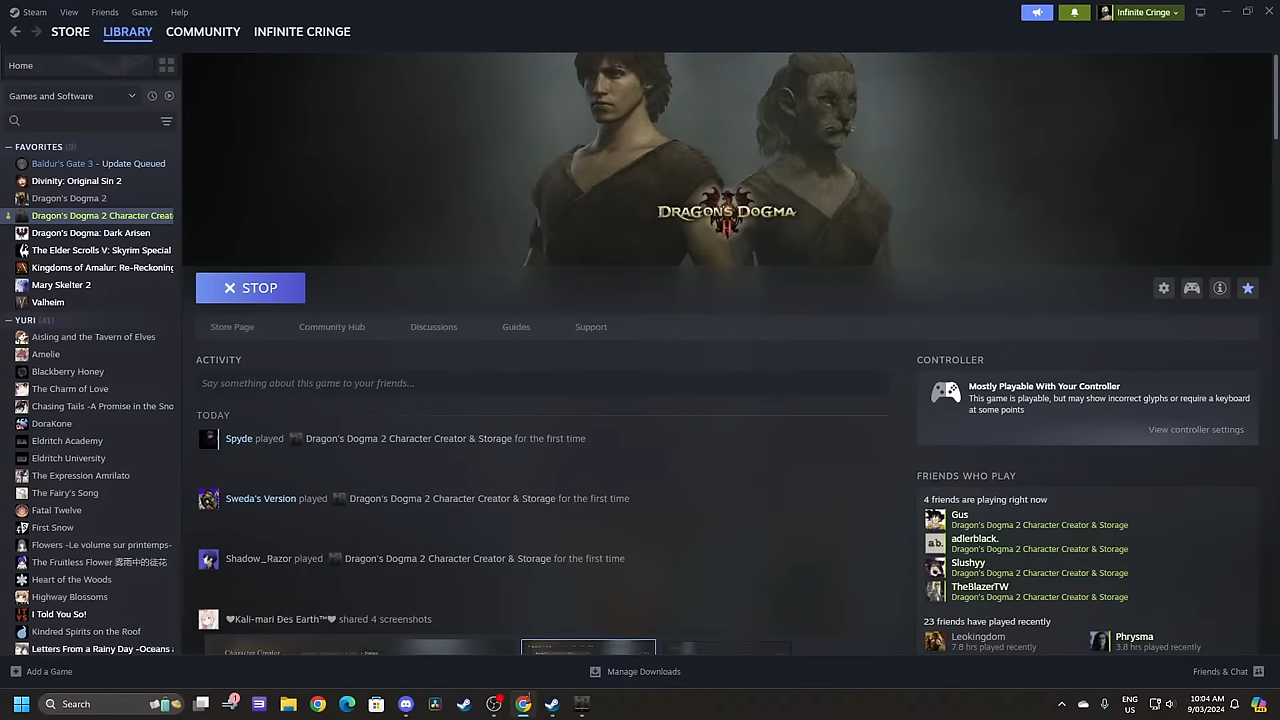 Steam View Friends Games Help
Infinite Cringe
STORE LIBRARY COMMUNITY INFINITE CRINGE
Home
Games and Software
FAVORITES (9)
Baldur's Gate 3 - Update Queued
Divinity: Original Sin 2
Dragon's Dogma 2
Dragon's Dogma 2 Character Creat
Dragon's Dogma: Dark Arisen
The Elder Scrolls V: Skyrim Special
Kingdoms of Amalur: Re-Reckoning
Mary Skelter 2
Valheim
YURI (41)
Aisling and the Tavern of Elves
Amelie
Blackberry Honey
The Charm of Love
Chasing Tails -A Promise in the Sno
DoraKone
Eldritch Academy
Eldritch University
The Expression Amrilato
The Fairy's Song
Fatal Twelve
First Snow
Flowers -Le volume sur printemps-
The Fruitless Flower 雾雨中的徒花
Heart of the Woods
Highway Blossoms
I Told You So!
Kindred Spirits on the Roof
Letters From a Rainy Day -Oceans a
Add a Game
DRAGON'S DOGMA
II
STOP
Store Page Community Hub Discussions Guides Support
ACTIVITY
Say something about this game to your friends...
TODAY
Spyde played Dragon's Dogma 2 Character Creator & Storage for the first time
Sweda's Version played Dragon's Dogma 2 Character Creator & Storage for the first time
Shadow_Razor played Dragon's Dogma 2 Character Creator & Storage for the first time
♥Kali-mari Des Earth™♥ shared 4 screenshots
Character Creator
CONTROLLER
Mostly Playable With Your Controller
This game is playable, but may show incorrect glyphs or require a keyboard
at some points
View controller settings
FRIENDS WHO PLAY
4 friends are playing right now
Gus
Dragon's Dogma 2 Character Creator & Storage
ab.
adlerblack.
Dragon's Dogma 2 Character Creator & Storage
Slushyy
Dragon's Dogma 2 Character Creator & Storage
TheBlazerTW
Dragon's Dogma 2 Character Creator & Storage
23 friends have played recently
Leokingdom
7.8 hrs played recently
Phrysma
3.8 hrs played recently
Manage Downloads
Friends & Chat
Search
ENG
US
10:04 AM
9/03/2024